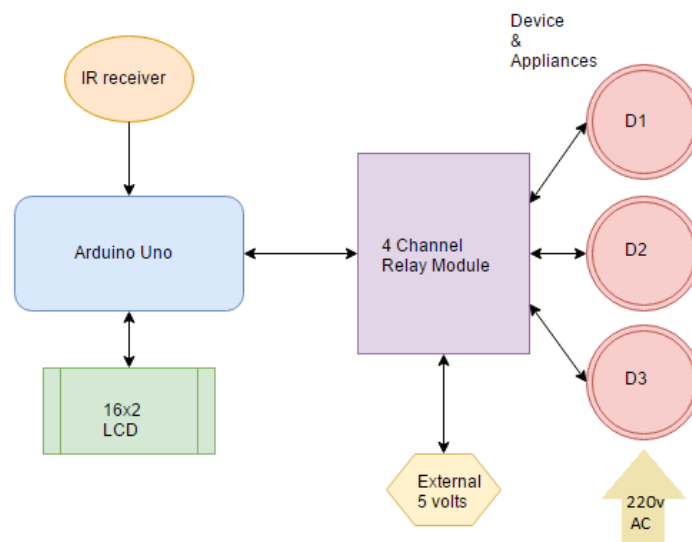 Device
&
Appliances
IR receiver
D1
Arduino Uno
4 Channel
Relay Module
D2
16x2
LCD
D3
External
5 volts
220v
AC